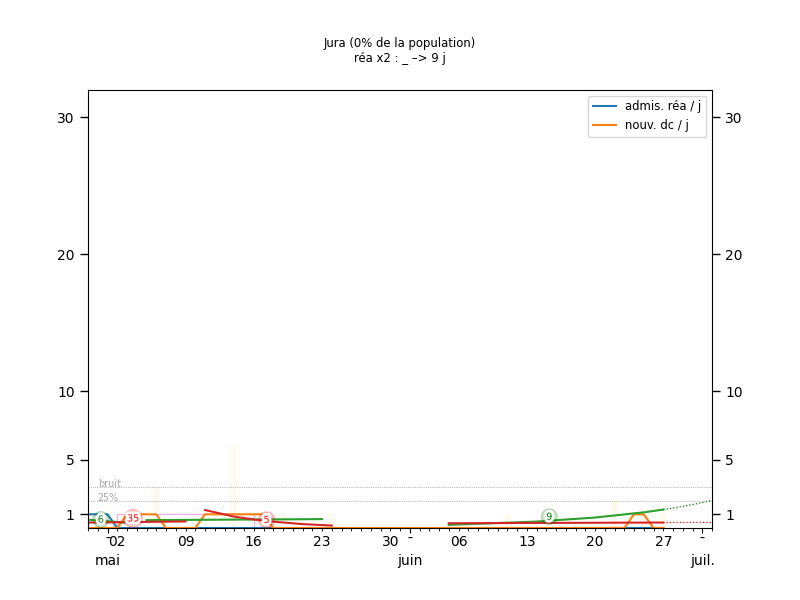 Jura (0% de la population)
réa x2 : _ –> 9 j
admis. réa / j
nouv. dc / j
30 30
20 20
10 10
5 5
bruit
25%
1 1
6 35 5 9
02 09 16 23 30 - 06 13 20 27 -
mai juin juil.